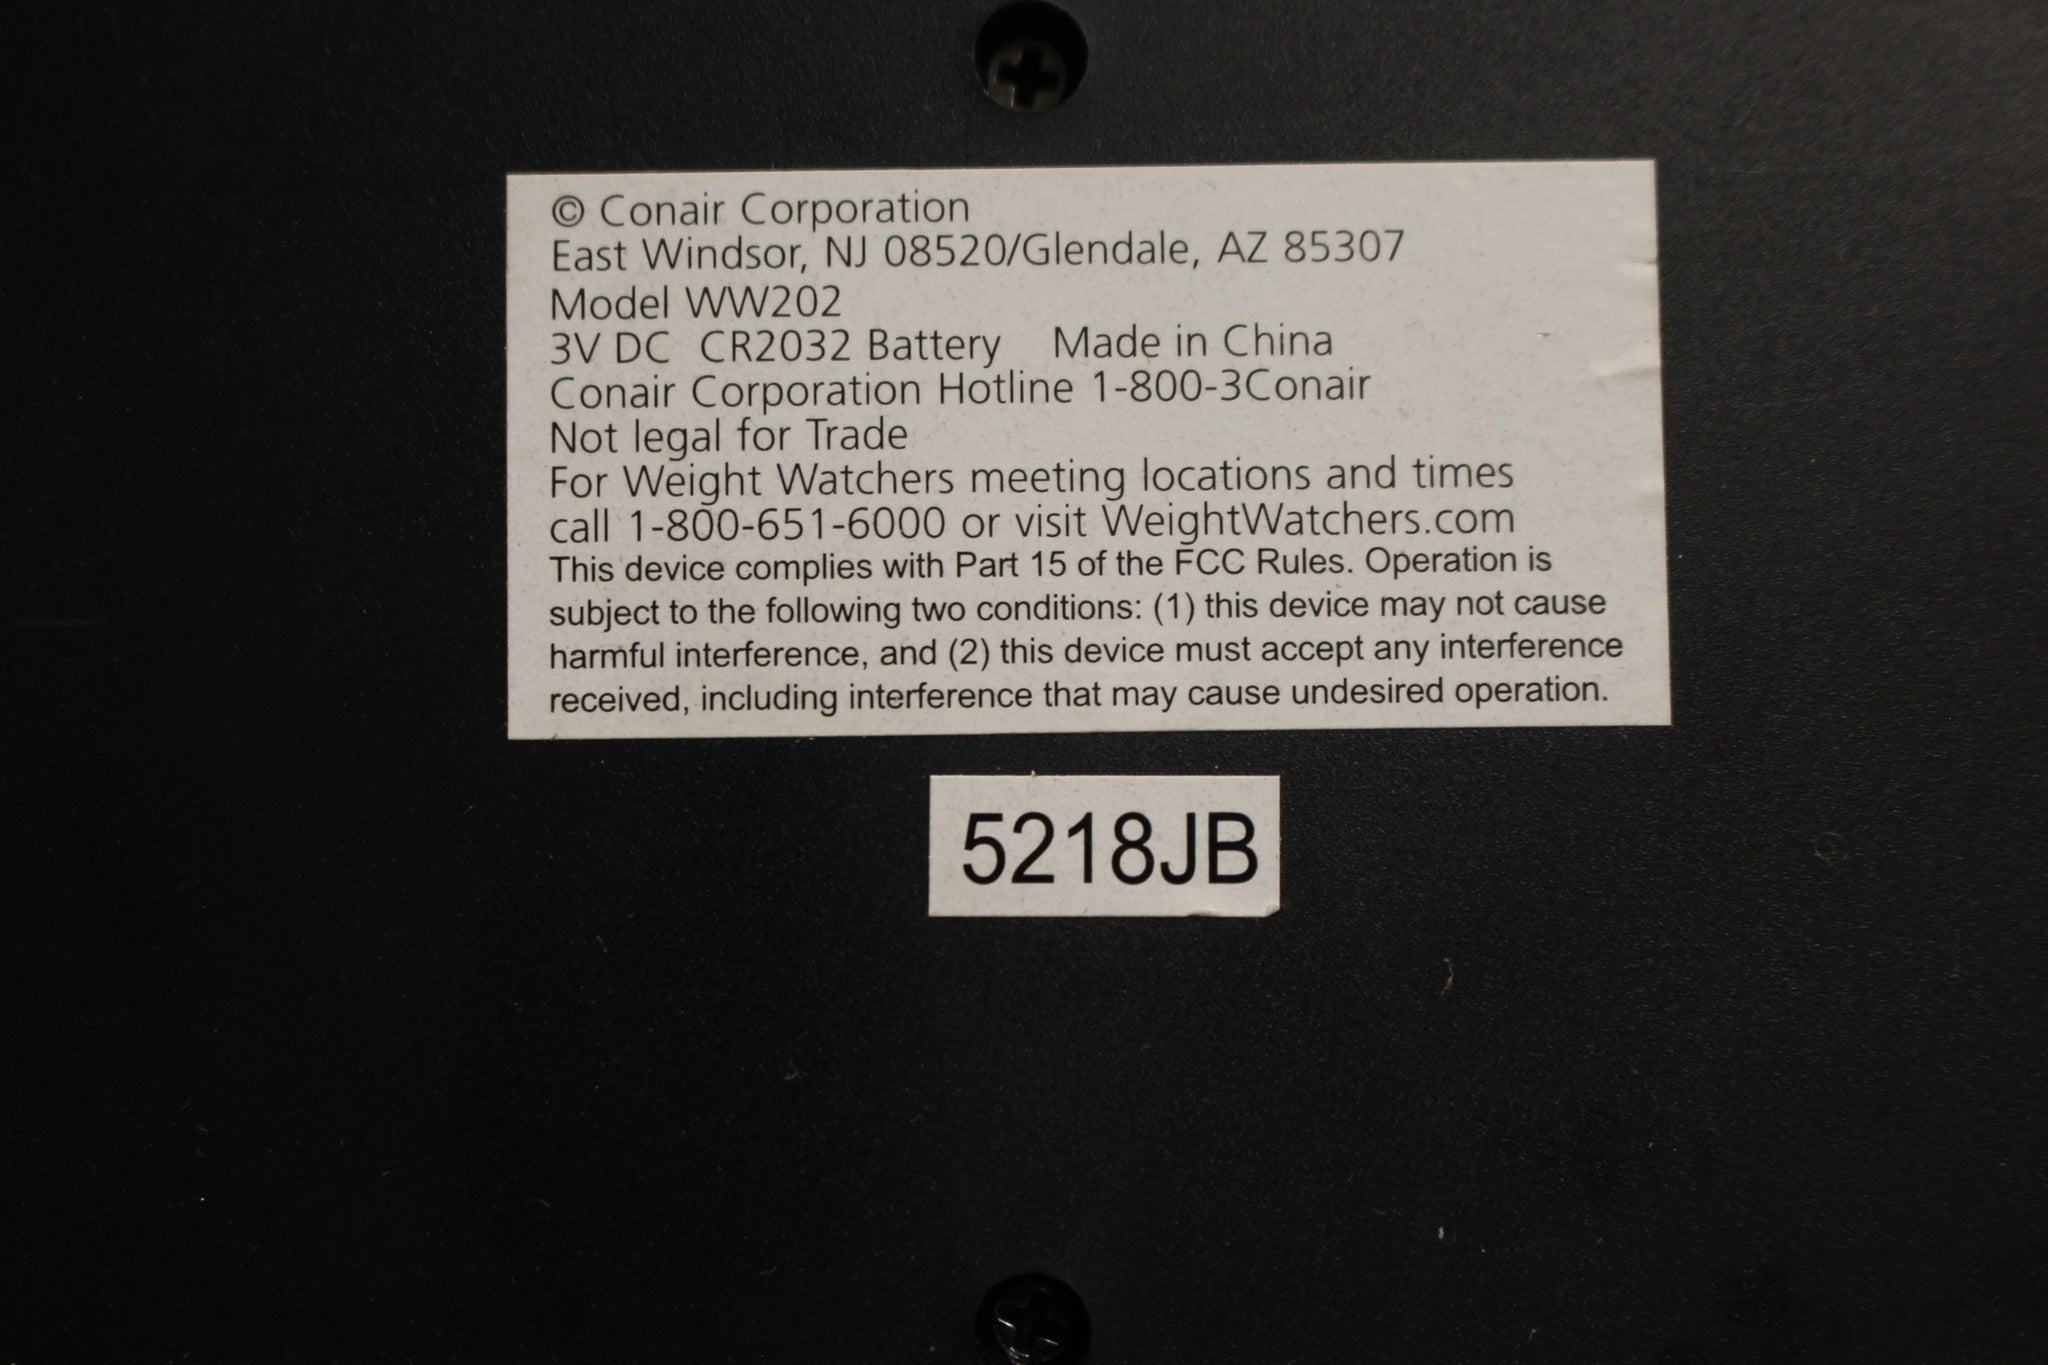 © Conair Corporation
East Windsor, NJ 08520/Glendale, AZ 85307
Model WW202
3V DC CR2032 Battery Made in China
Conair Corporation Hotline 1-800-3Conair
Not legal for Trade
For Weight Watchers meeting locations and times
call 1-800-651-6000 or visit WeightWatchers.com
This device complies with Part 15 of the FCC Rules. Operation is
subject to the following two conditions: (1) this device may not cause
harmful interference, and (2) this device must accept any interference
received, including interference that may cause undesired operation.
5218JB